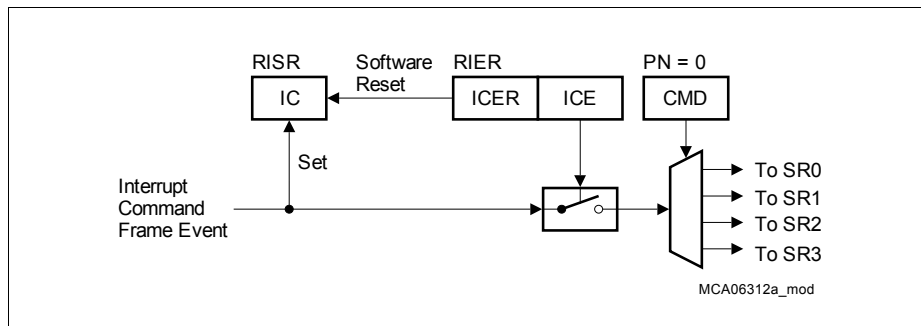 RISR
Software
Reset
RIER
PN = 0
IC
ICER
ICE
CMD
Set
Interrupt
Command
Frame Event
To SR0
To SR1
To SR2
To SR3
MCA06312a_mod